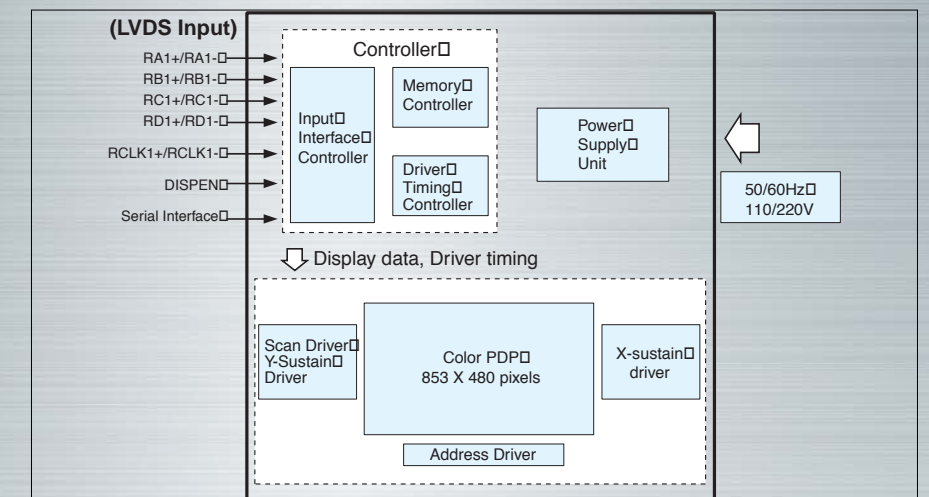 (LVDS Input)
RA1+/RA1-
RB1+/RB1-
RC1+/RC1-
RD1+/RD1-
RCLK1+/RCLK1-
DISPEN
Serial Interface
Controller
Input
Interface
Controller
Memory
Controller
Driver
Timing
Controller
Power
Supply
Unit
50/60Hz
110/220V
Display data, Driver timing
Scan Driver
Y-Sustain
Driver
Color PDP
853 X 480 pixels
X-sustain
driver
Address Driver